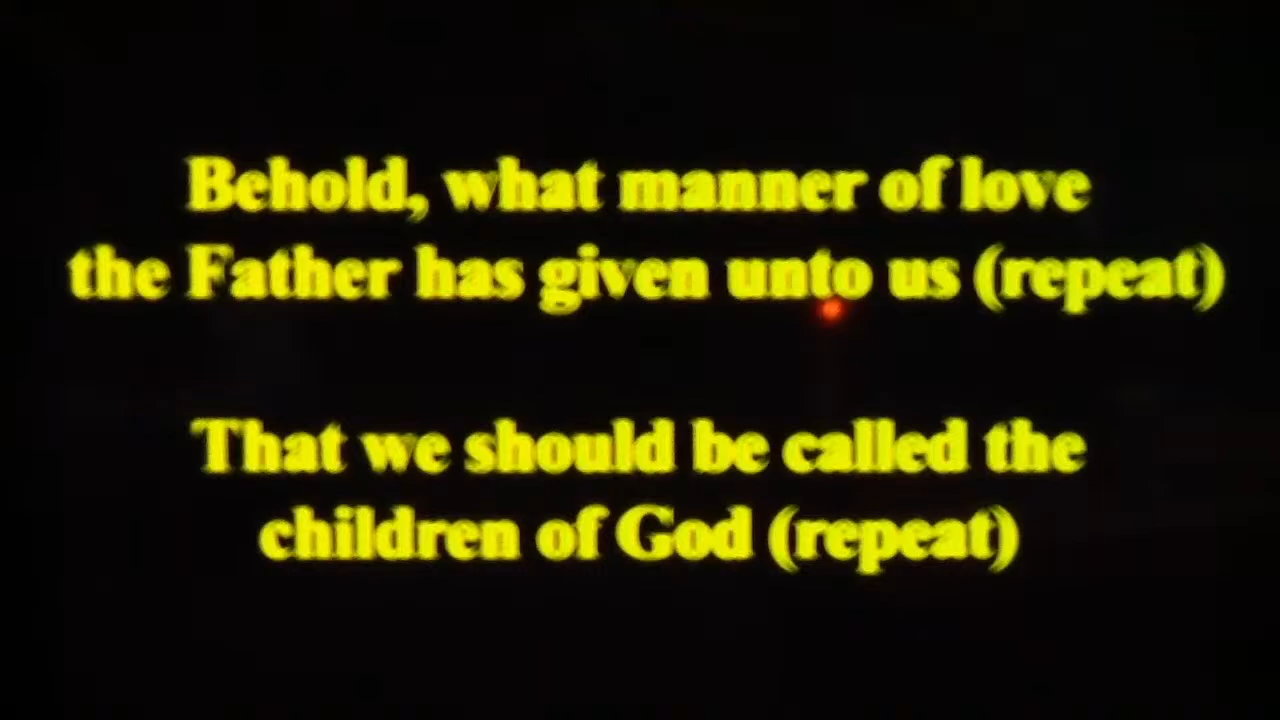 Behold, what manner of love
the Father has given unto us (repeat)
That we should be called the
children of God (repeat)